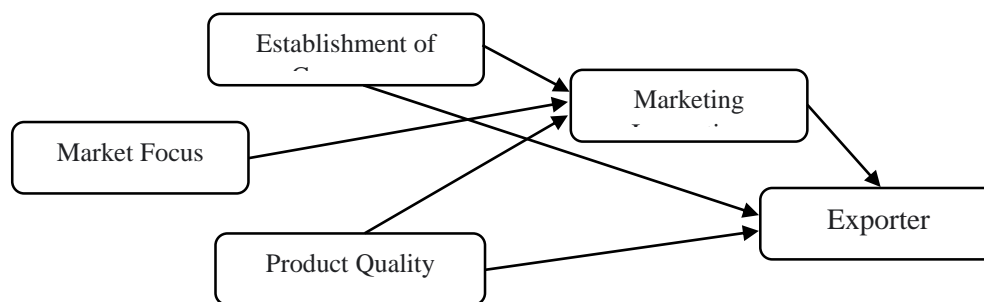 Establishment of
Marketing
Market Focus
Exporter
Product Quality